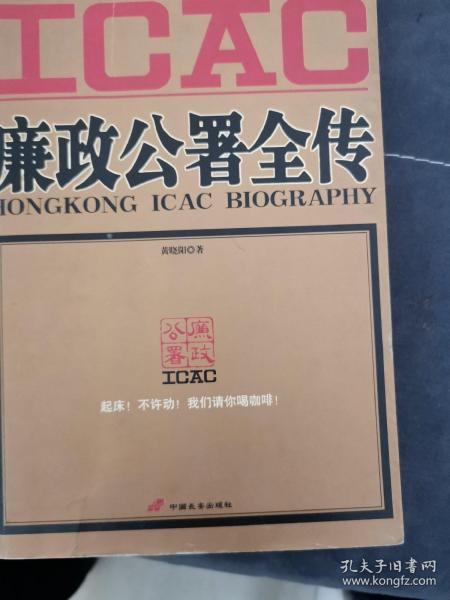 ICAC
廉政公署全传
HONGKONG ICAC BIOGRAPHY
黄晓阳◎著
廉政公署
ICAC
起床！不许动！我们请你喝咖啡！
中國長安出版社
孔夫子旧书网
www.kongfz.com